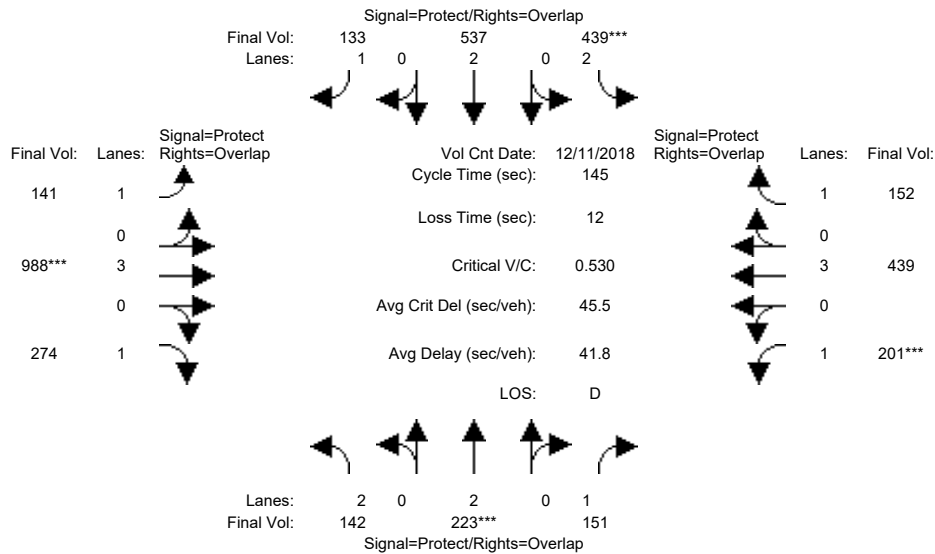 Signal=Protect/Rights=Overlap
Final Vol: 133 537 439***
Lanes: 1 0 2 0 2
Signal=Protect
Final Vol: Lanes: Rights=Overlap
Vol Cnt Date: 12/11/2018
Signal=Protect
Rights=Overlap Lanes: Final Vol:
Cycle Time (sec): 145
141 1
1 152
Loss Time (sec): 12
0
0
988*** 3
Critical V/C: 0.530
3 439
0
Avg Crit Del (sec/veh): 45.5
0
274 1
Avg Delay (sec/veh): 41.8
1 201***
LOS: D
Lanes: 2 0 2 0 1
Final Vol: 142 223*** 151
Signal=Protect/Rights=Overlap